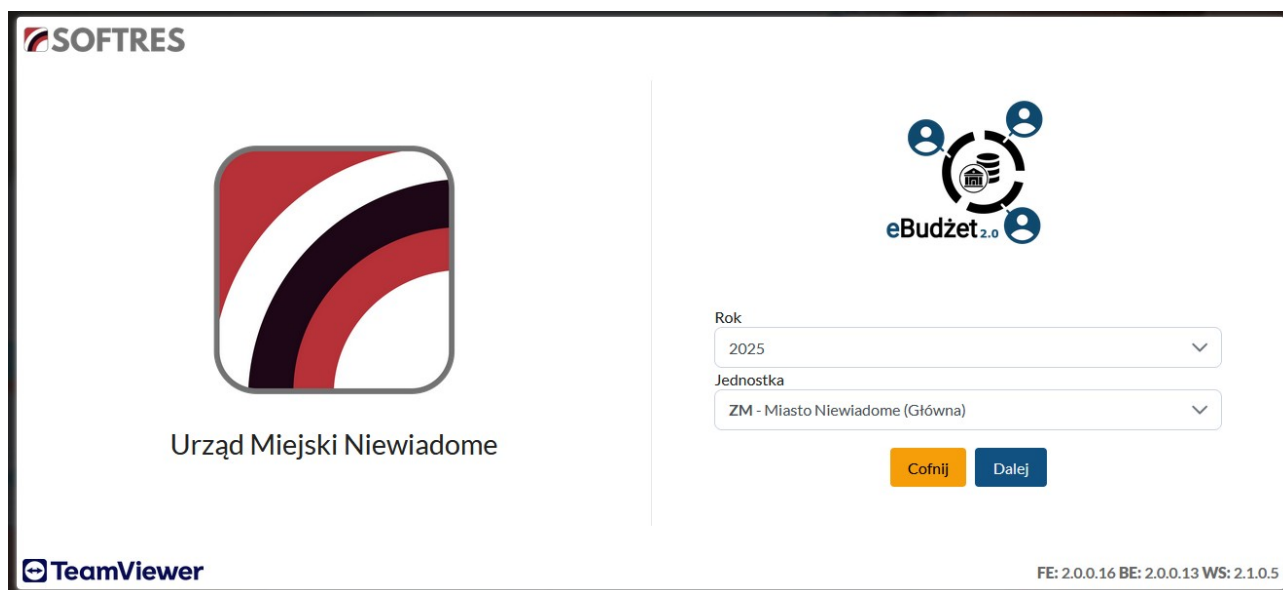 SOFTRES
Urząd Miejski Niewiadome
TeamViewer
eBudżet 2.0
Rok
2025
Jednostka
ZM - Miasto Niewiadome (Główna)
Cofnij Dalej
FE: 2.0.0.16 BE: 2.0.0.13 WS: 2.1.0.5